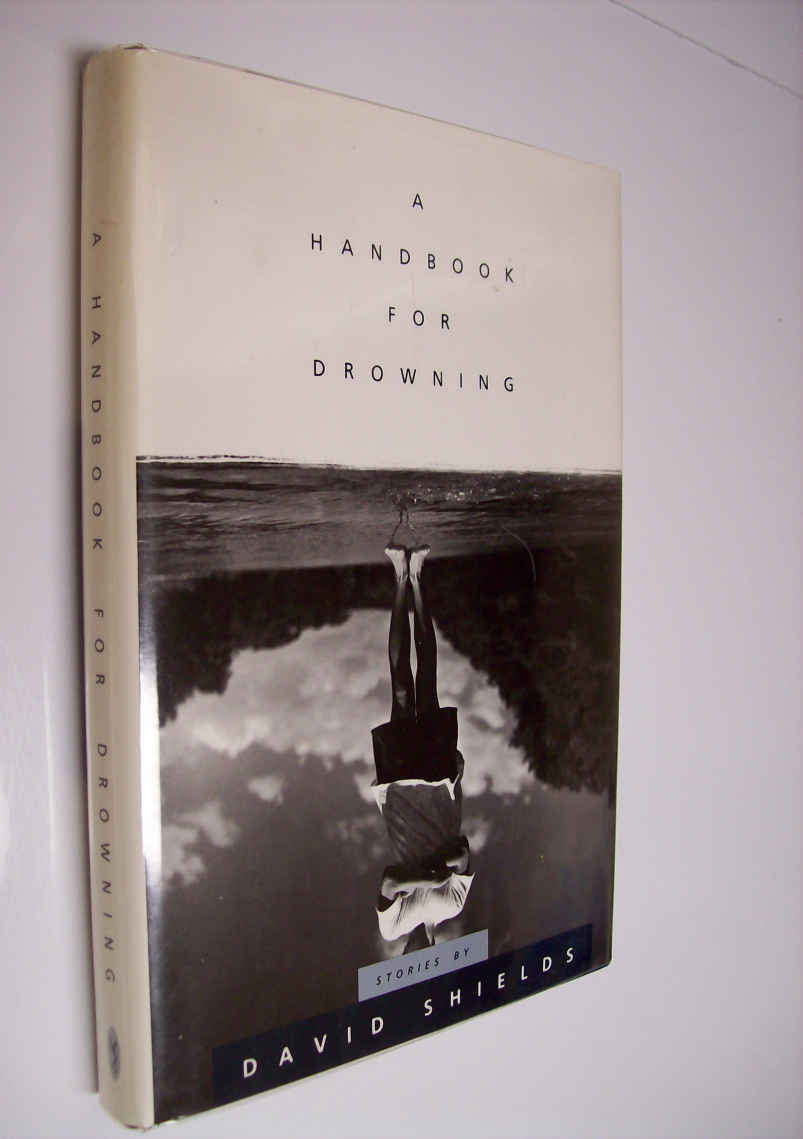 A
HANDBOOK
FOR
DROWNING
STORIES BY
DAVID SHIELDS
A HANDBOOK FOR DROWNING